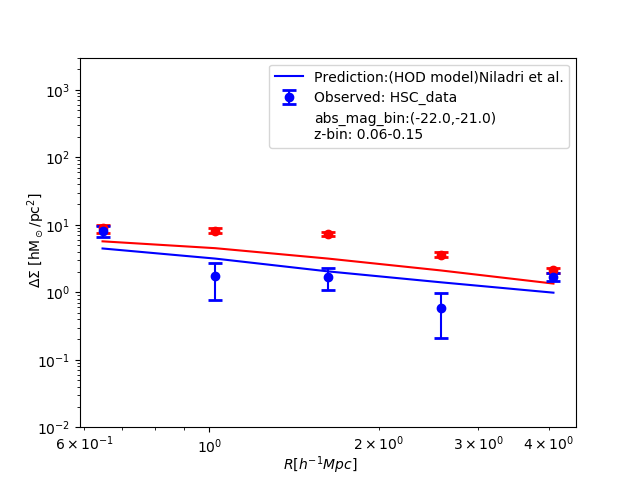 Prediction:(HOD model)Niladri et al.
Observed: HSC_data
abs_mag_bin:(-22.0,-21.0)
z-bin: 0.06-0.15
10³
10²
10¹
10⁰
10⁻¹
10⁻²
ΔΣ [hM☉/pc²]
6 × 10⁻¹
10⁰
2 × 10⁰
3 × 10⁰
4 × 10⁰
R[h⁻¹Mpc]